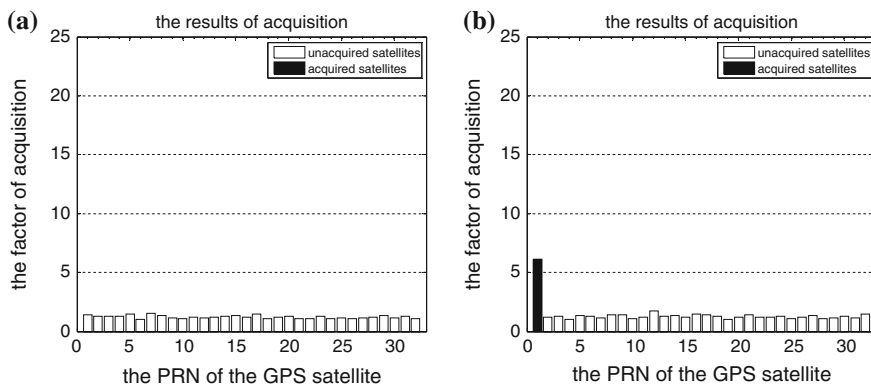 (a)
the results of acquisition
the factor of acquisition
25
20
15
10
5
0
unacquired satellites
acquired satellites
0 5 10 15 20 25 30
the PRN of the GPS satellite
(b)
the results of acquisition
the factor of acquisition
25
20
15
10
5
0
unacquired satellites
acquired satellites
0 5 10 15 20 25 30
the PRN of the GPS satellite